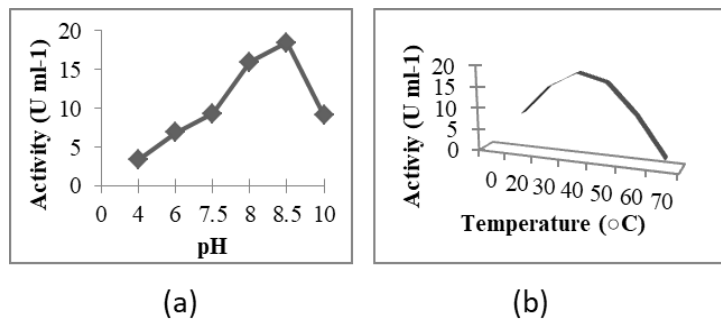 20
15
10
5
0
Activity (U ml-1)
0 4 6 7.5 8 8.5 10
pH
(a)
20
15
10
5
0
Activiy (U ml-1)
0 20 30 40 50 60 70
Temperature (○C)
(b)